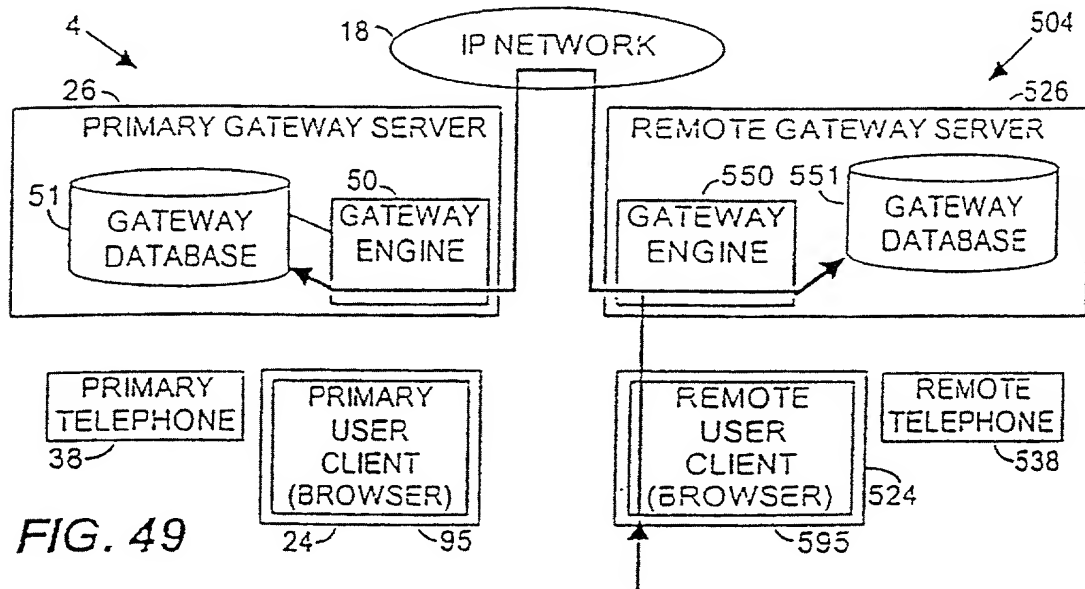 4
18
IP NETWORK
504
26
PRIMARY GATEWAY SERVER
526
REMOTE GATEWAY SERVER
51
GATEWAY
DATABASE
50
GATEWAY
ENGINE
550
GATEWAY
ENGINE
551
GATEWAY
DATABASE
PRIMARY
TELEPHONE
38
PRIMARY
USER
CLIENT
(BROWSER)
24
95
REMOTE
USER
CLIENT
(BROWSER)
524
595
REMOTE
TELEPHONE
538
FIG. 49